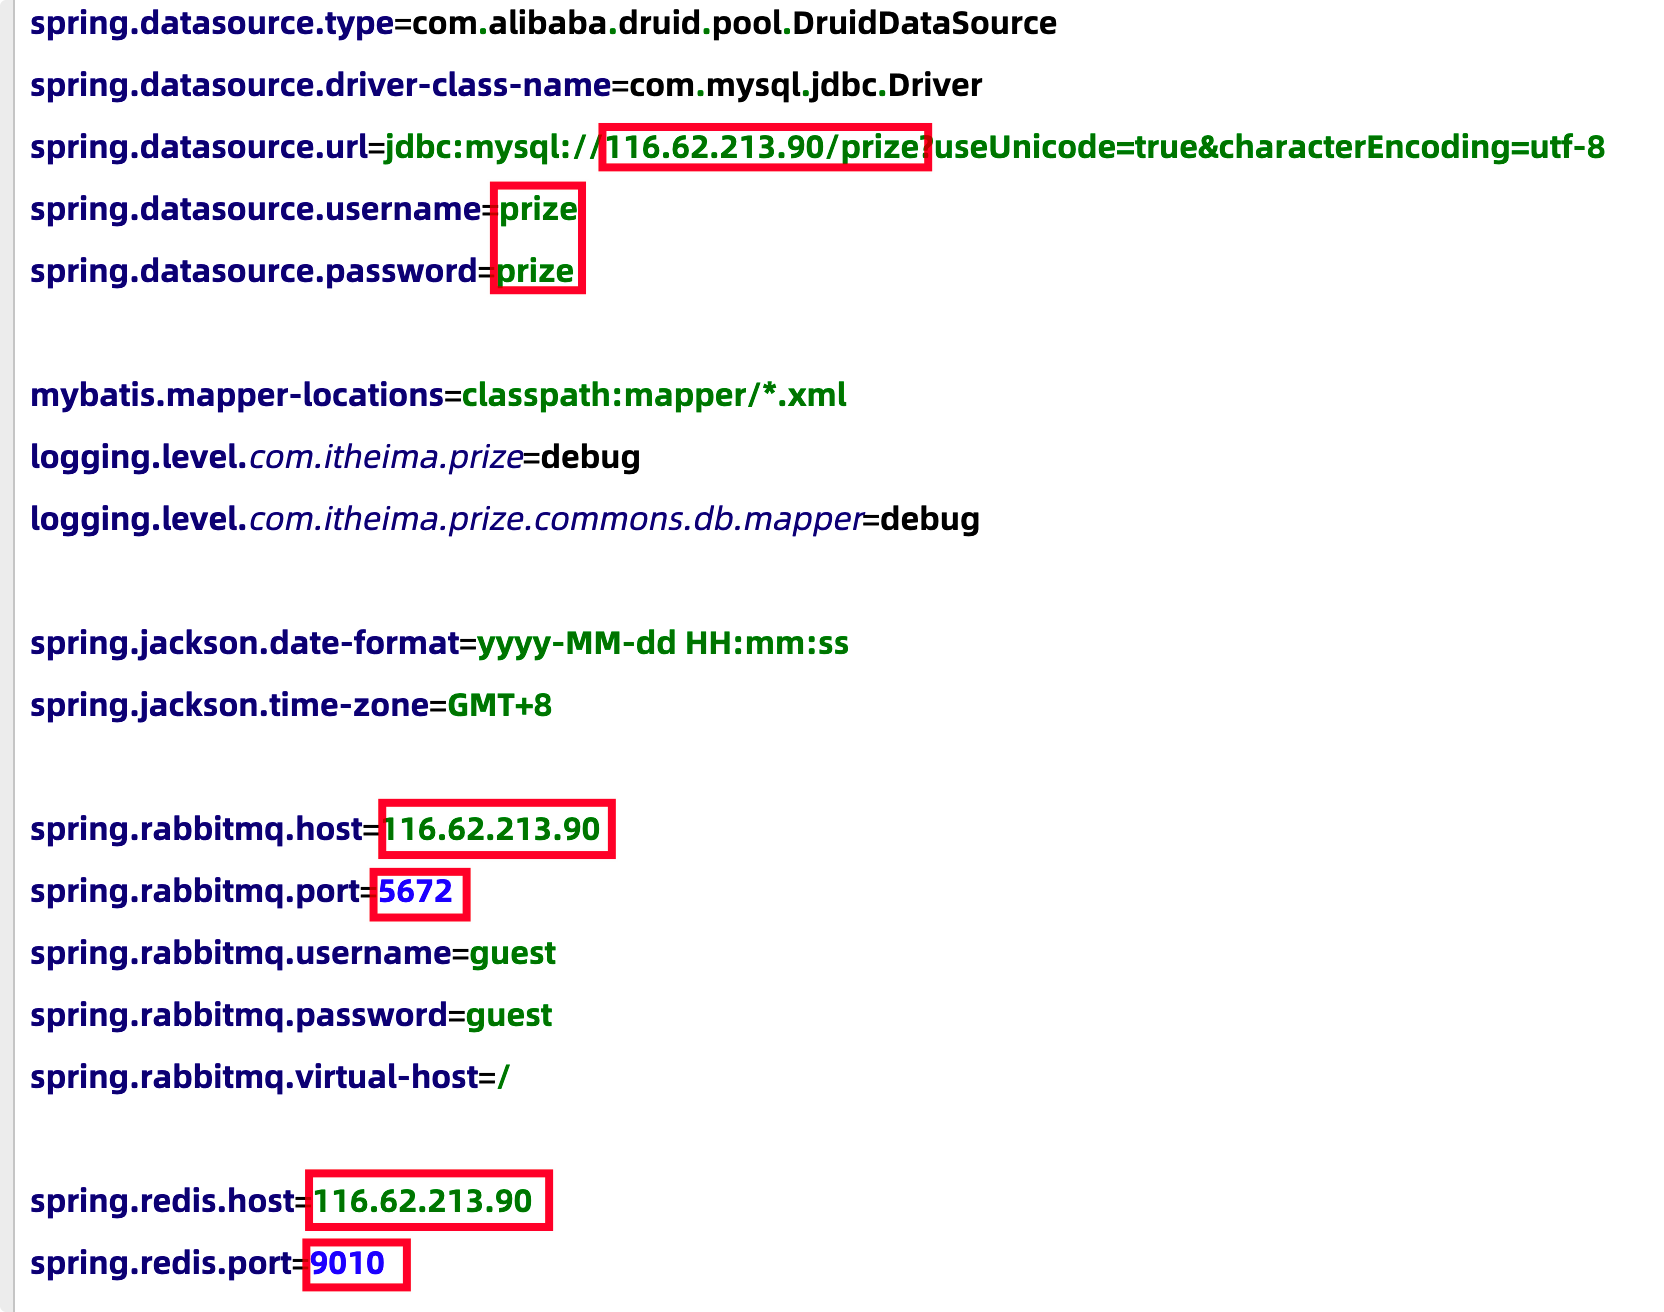 spring.datasource.type=com.alibaba.druid.pool.DruidDataSource
spring.datasource.driver-class-name=com.mysql.jdbc.Driver
spring.datasource.url=jdbc:mysql://116.62.213.90/prize?useUnicode=true&characterEncoding=utf-8
spring.datasource.username=prize
spring.datasource.password=prize
mybatis.mapper-locations=classpath:mapper/*.xml
logging.level.com.itheima.prize=debug
logging.level.com.itheima.prize.commons.db.mapper=debug
spring.jackson.date-format=yyyy-MM-dd HH:mm:ss
spring.jackson.time-zone=GMT+8
spring.rabbitmq.host=116.62.213.90
spring.rabbitmq.port=5672
spring.rabbitmq.username=guest
spring.rabbitmq.password=guest
spring.rabbitmq.virtual-host=/
spring.redis.host=116.62.213.90
spring.redis.port=9010